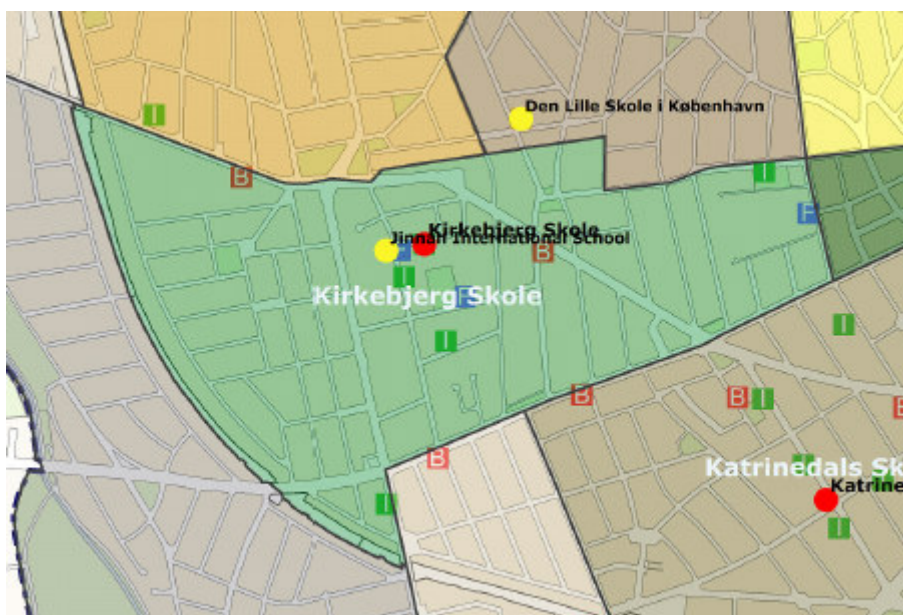 Den Lille Skole i København
I
B
I
F
Kirkebjerg Skole
Jinnah International School
F
B
I
Kirkebjerg Skole
F
I
I
B
B
I
B
B
Katrinedals Sk
I
Katrine
I
I
I